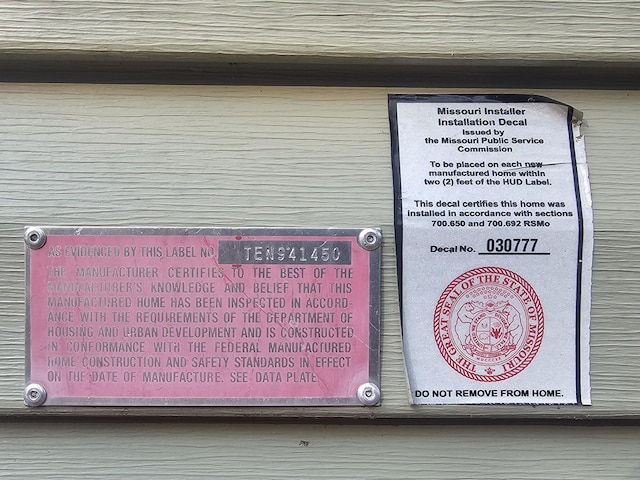 Missouri Installer
Installation Decal
Issued by
the Missouri Public Service
Commission
To be placed on each new
manufactured home within
two (2) feet of the HUD Label.
This decal certifies this home was
installed in accordance with sections
700.650 and 700.692 RSMo
Decal No. 030777
THE GREAT SEAL OF THE STATE OF MISSOURI
DO NOT REMOVE FROM HOME.
AS EVIDENCED BY THIS LABEL NO. TEN941450
THE MANUFACTURER CERTIFIES TO THE BEST OF THE
MANUFACTURER'S KNOWLEDGE AND BELIEF THAT THIS
MANUFACTURED HOME HAS BEEN INSPECTED IN ACCORD-
ANCE WITH THE REQUIREMENTS OF THE DEPARTMENT OF
HOUSING AND URBAN DEVELOPMENT AND IS CONSTRUCTED
IN CONFORMANCE WITH THE FEDERAL MANUFACTURED
HOME CONSTRUCTION AND SAFETY STANDARDS IN EFFECT
ON THE DATE OF MANUFACTURE. SEE DATA PLATE.